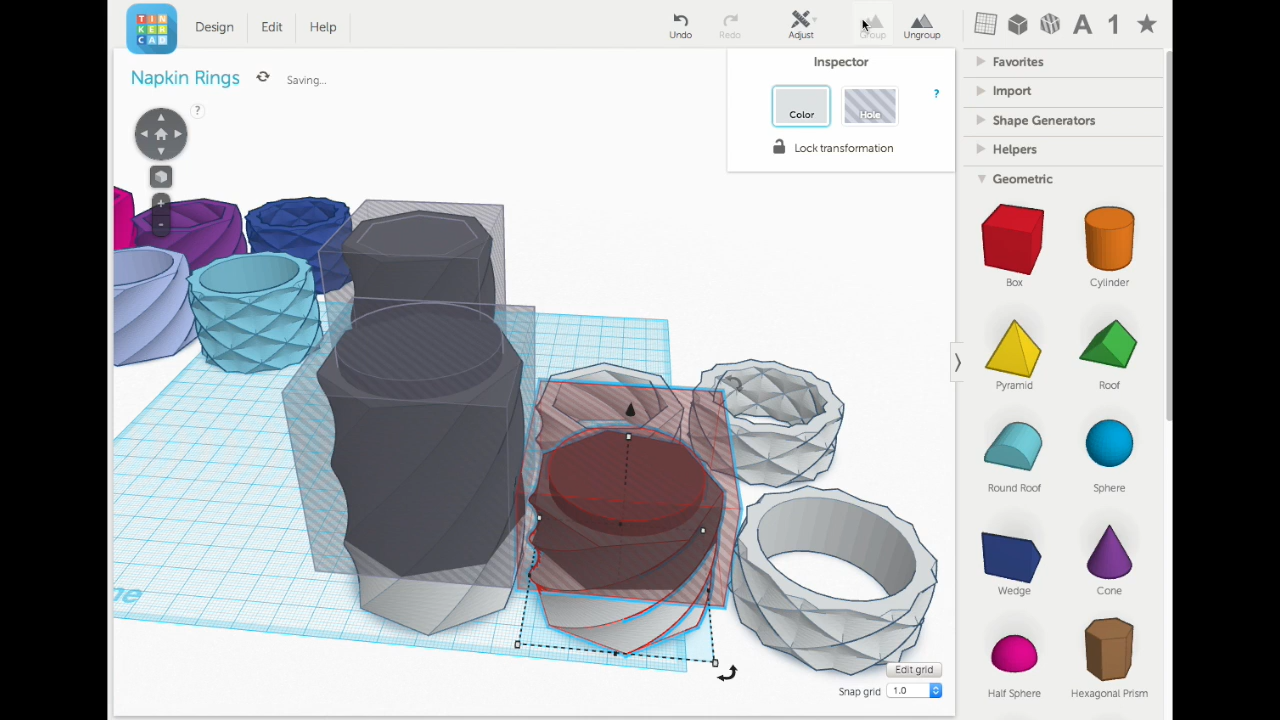 TIN
KER
CAD
Design
Edit
Help
Undo
Redo
Adjust
Group
Ungroup
A
1
Napkin Rings
Saving...
?
Inspector
Color
Hole
?
Lock transformation
Favorites
Import
Shape Generators
Helpers
Geometric
Box
Cylinder
Pyramid
Roof
Round Roof
Sphere
Wedge
Cone
Half Sphere
Hexagonal Prism
Edit grid
Snap grid
1.0